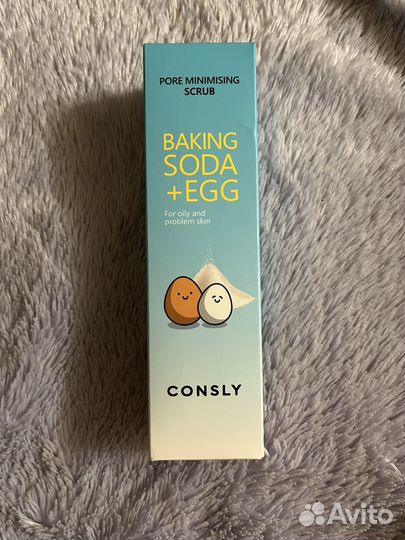 PORE MINIMISING
SCRUB
BAKING
SODA
+EGG
For oily and
problem skin
CONSLY
Avito